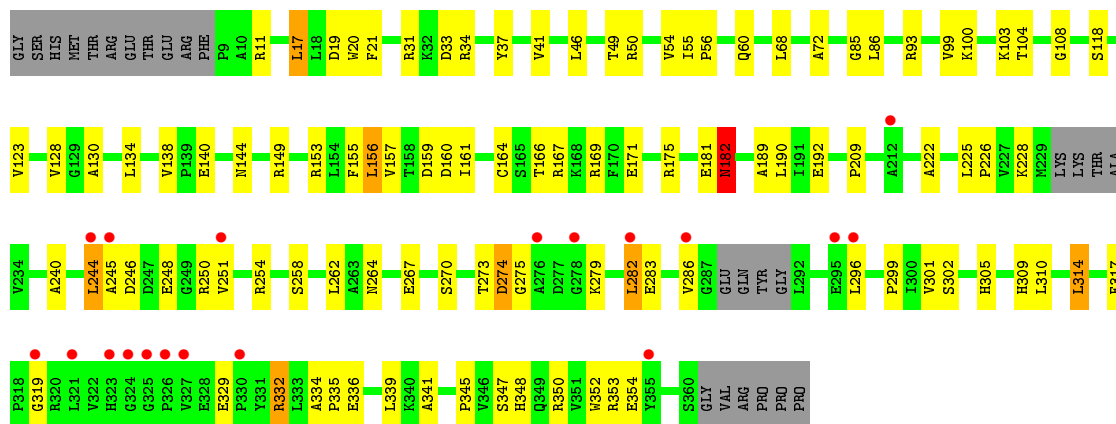 GLY SER HIS MET THR ARG GLU THR GLU ARG PHE P9 A10 R11 L17 L18 D19 W20 F21 R31 K32 D33 R34 Y37 V41 L46 T49 R50 V54 I55 P56 Q60 L68 A72 G85 L86 R93 V99 K100 K103 T104 G108 S118
V123 V128 G129 A130 L134 V138 P139 E140 N144 R149 R153 L154 F155 L156 V157 T158 D159 D160 I161 C164 S165 T166 R167 K168 R169 F170 E171 R175 E181 N182 A189 L190 I191 E192 P209 A212 A222 L225 P226 V227 K228 M229 LYS LYS THR ALA
V234 A240 L244 A245 D246 D247 E248 G249 R250 V251 R254 S258 L262 A263 N264 E267 S270 T273 D274 G275 A276 D277 G278 K279 L282 E283 V286 G287 GLU GLN TYR GLY L292 E295 L296 P299 I300 V301 S302 H305 H309 L310 L314 E317
P318 G319 R320 L321 V322 H323 G324 G325 P326 V327 E328 E329 P330 Y331 R332 L333 A334 P335 E336 L339 K340 A341 P345 V346 S347 H348 Q349 R350 V351 W352 R353 E354 Y355 S360 GLY VAL ARG PRO PRO PRO